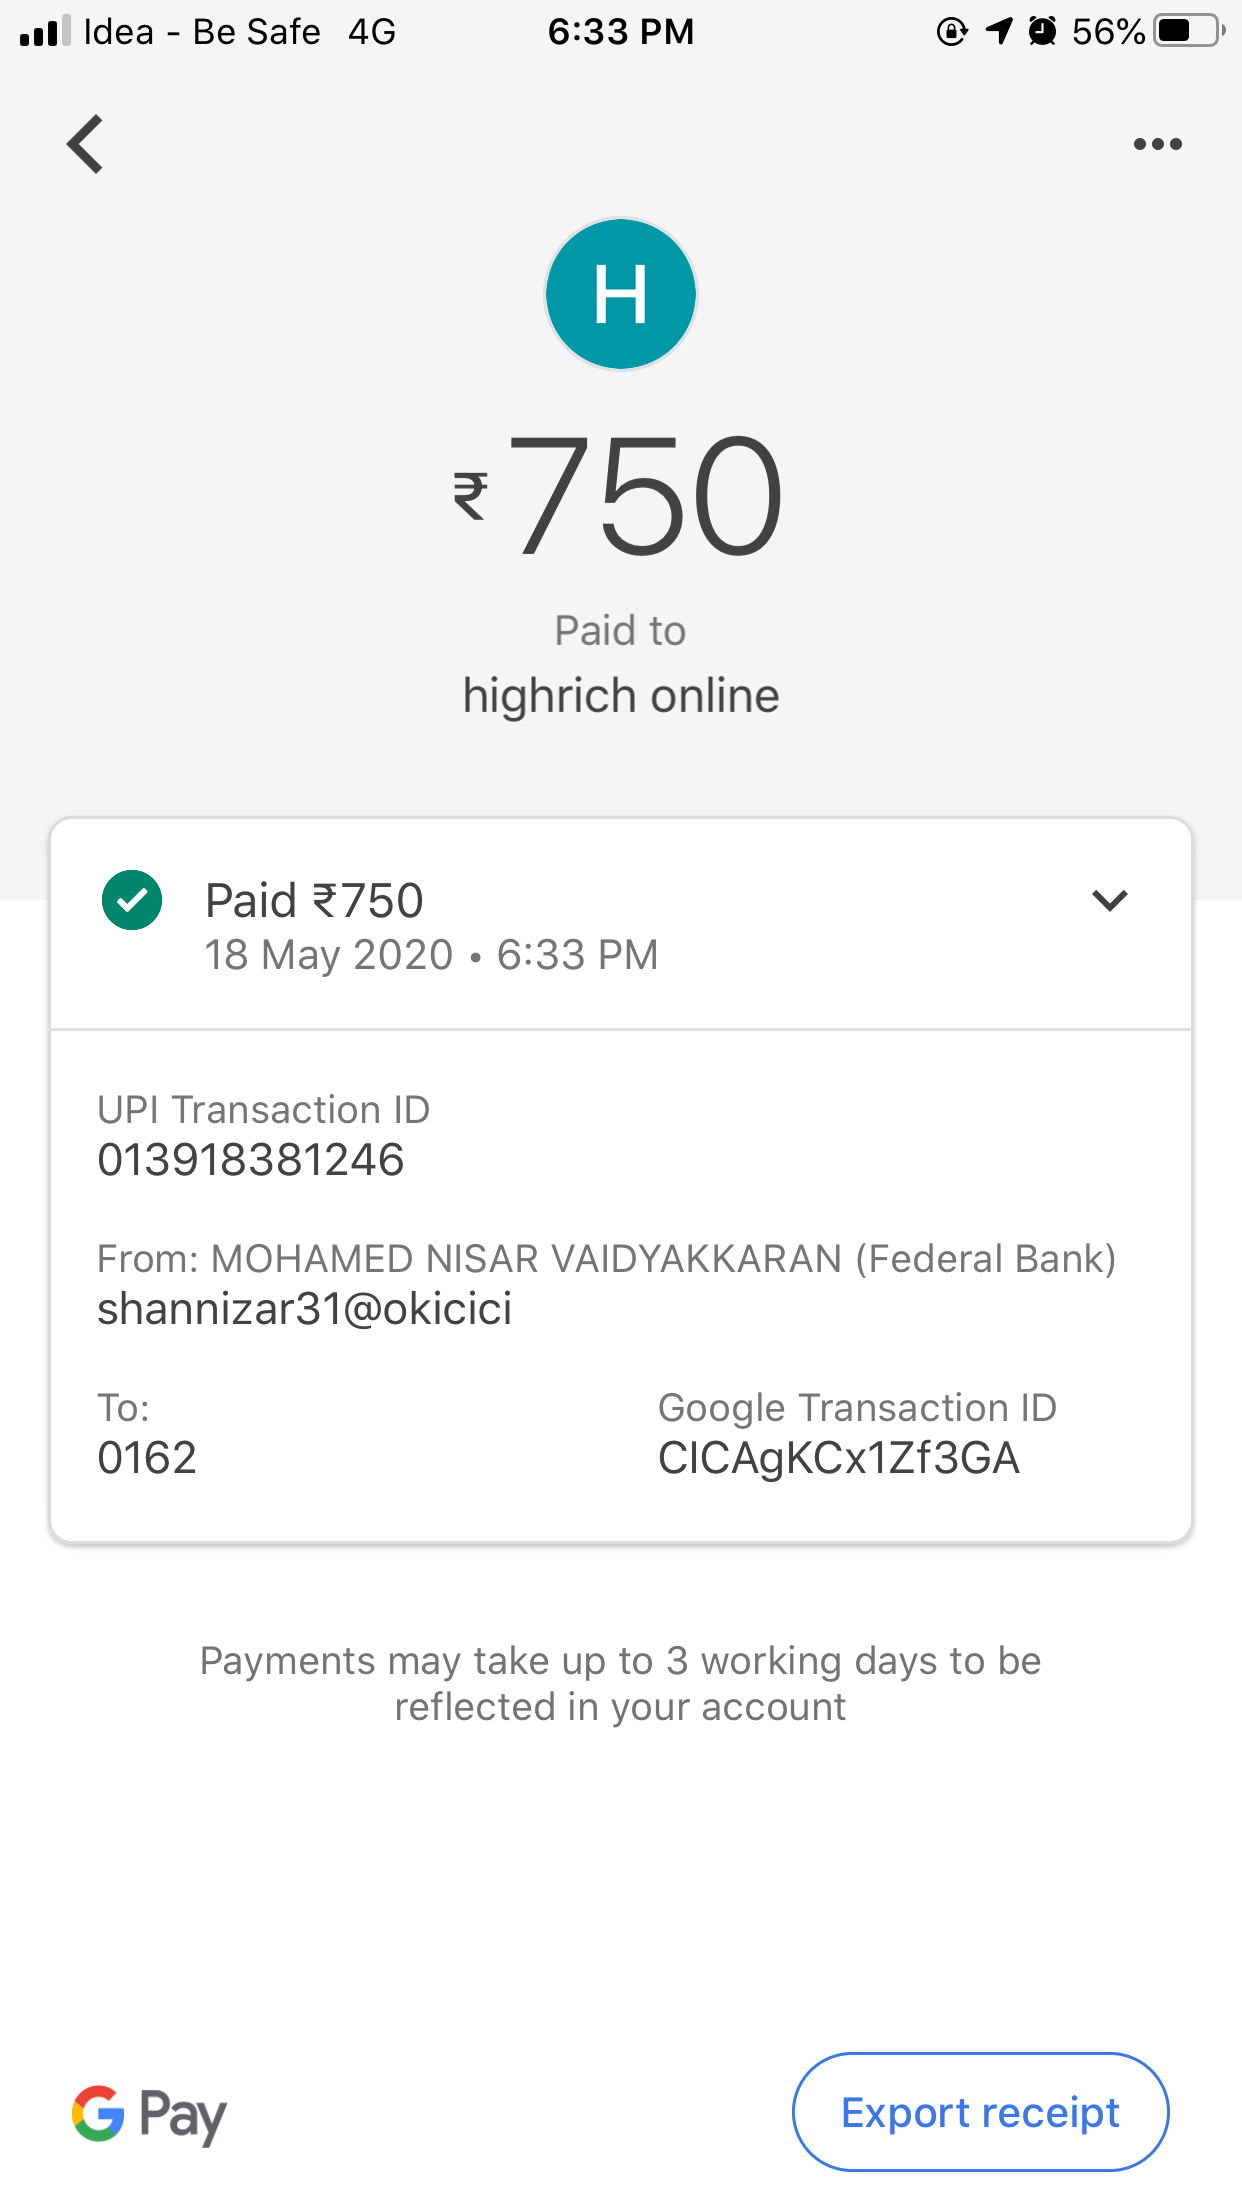 Idea - Be Safe 4G 6:33 PM 56%
H
₹750
Paid to
highrich online
Paid ₹750
18 May 2020 • 6:33 PM
UPI Transaction ID
013918381246
From: MOHAMED NISAR VAIDYAKKARAN (Federal Bank)
shannizar31@okicici
To: Google Transaction ID
0162 CICAgKCx1Zf3GA
Payments may take up to 3 working days to be
reflected in your account
G Pay Export receipt